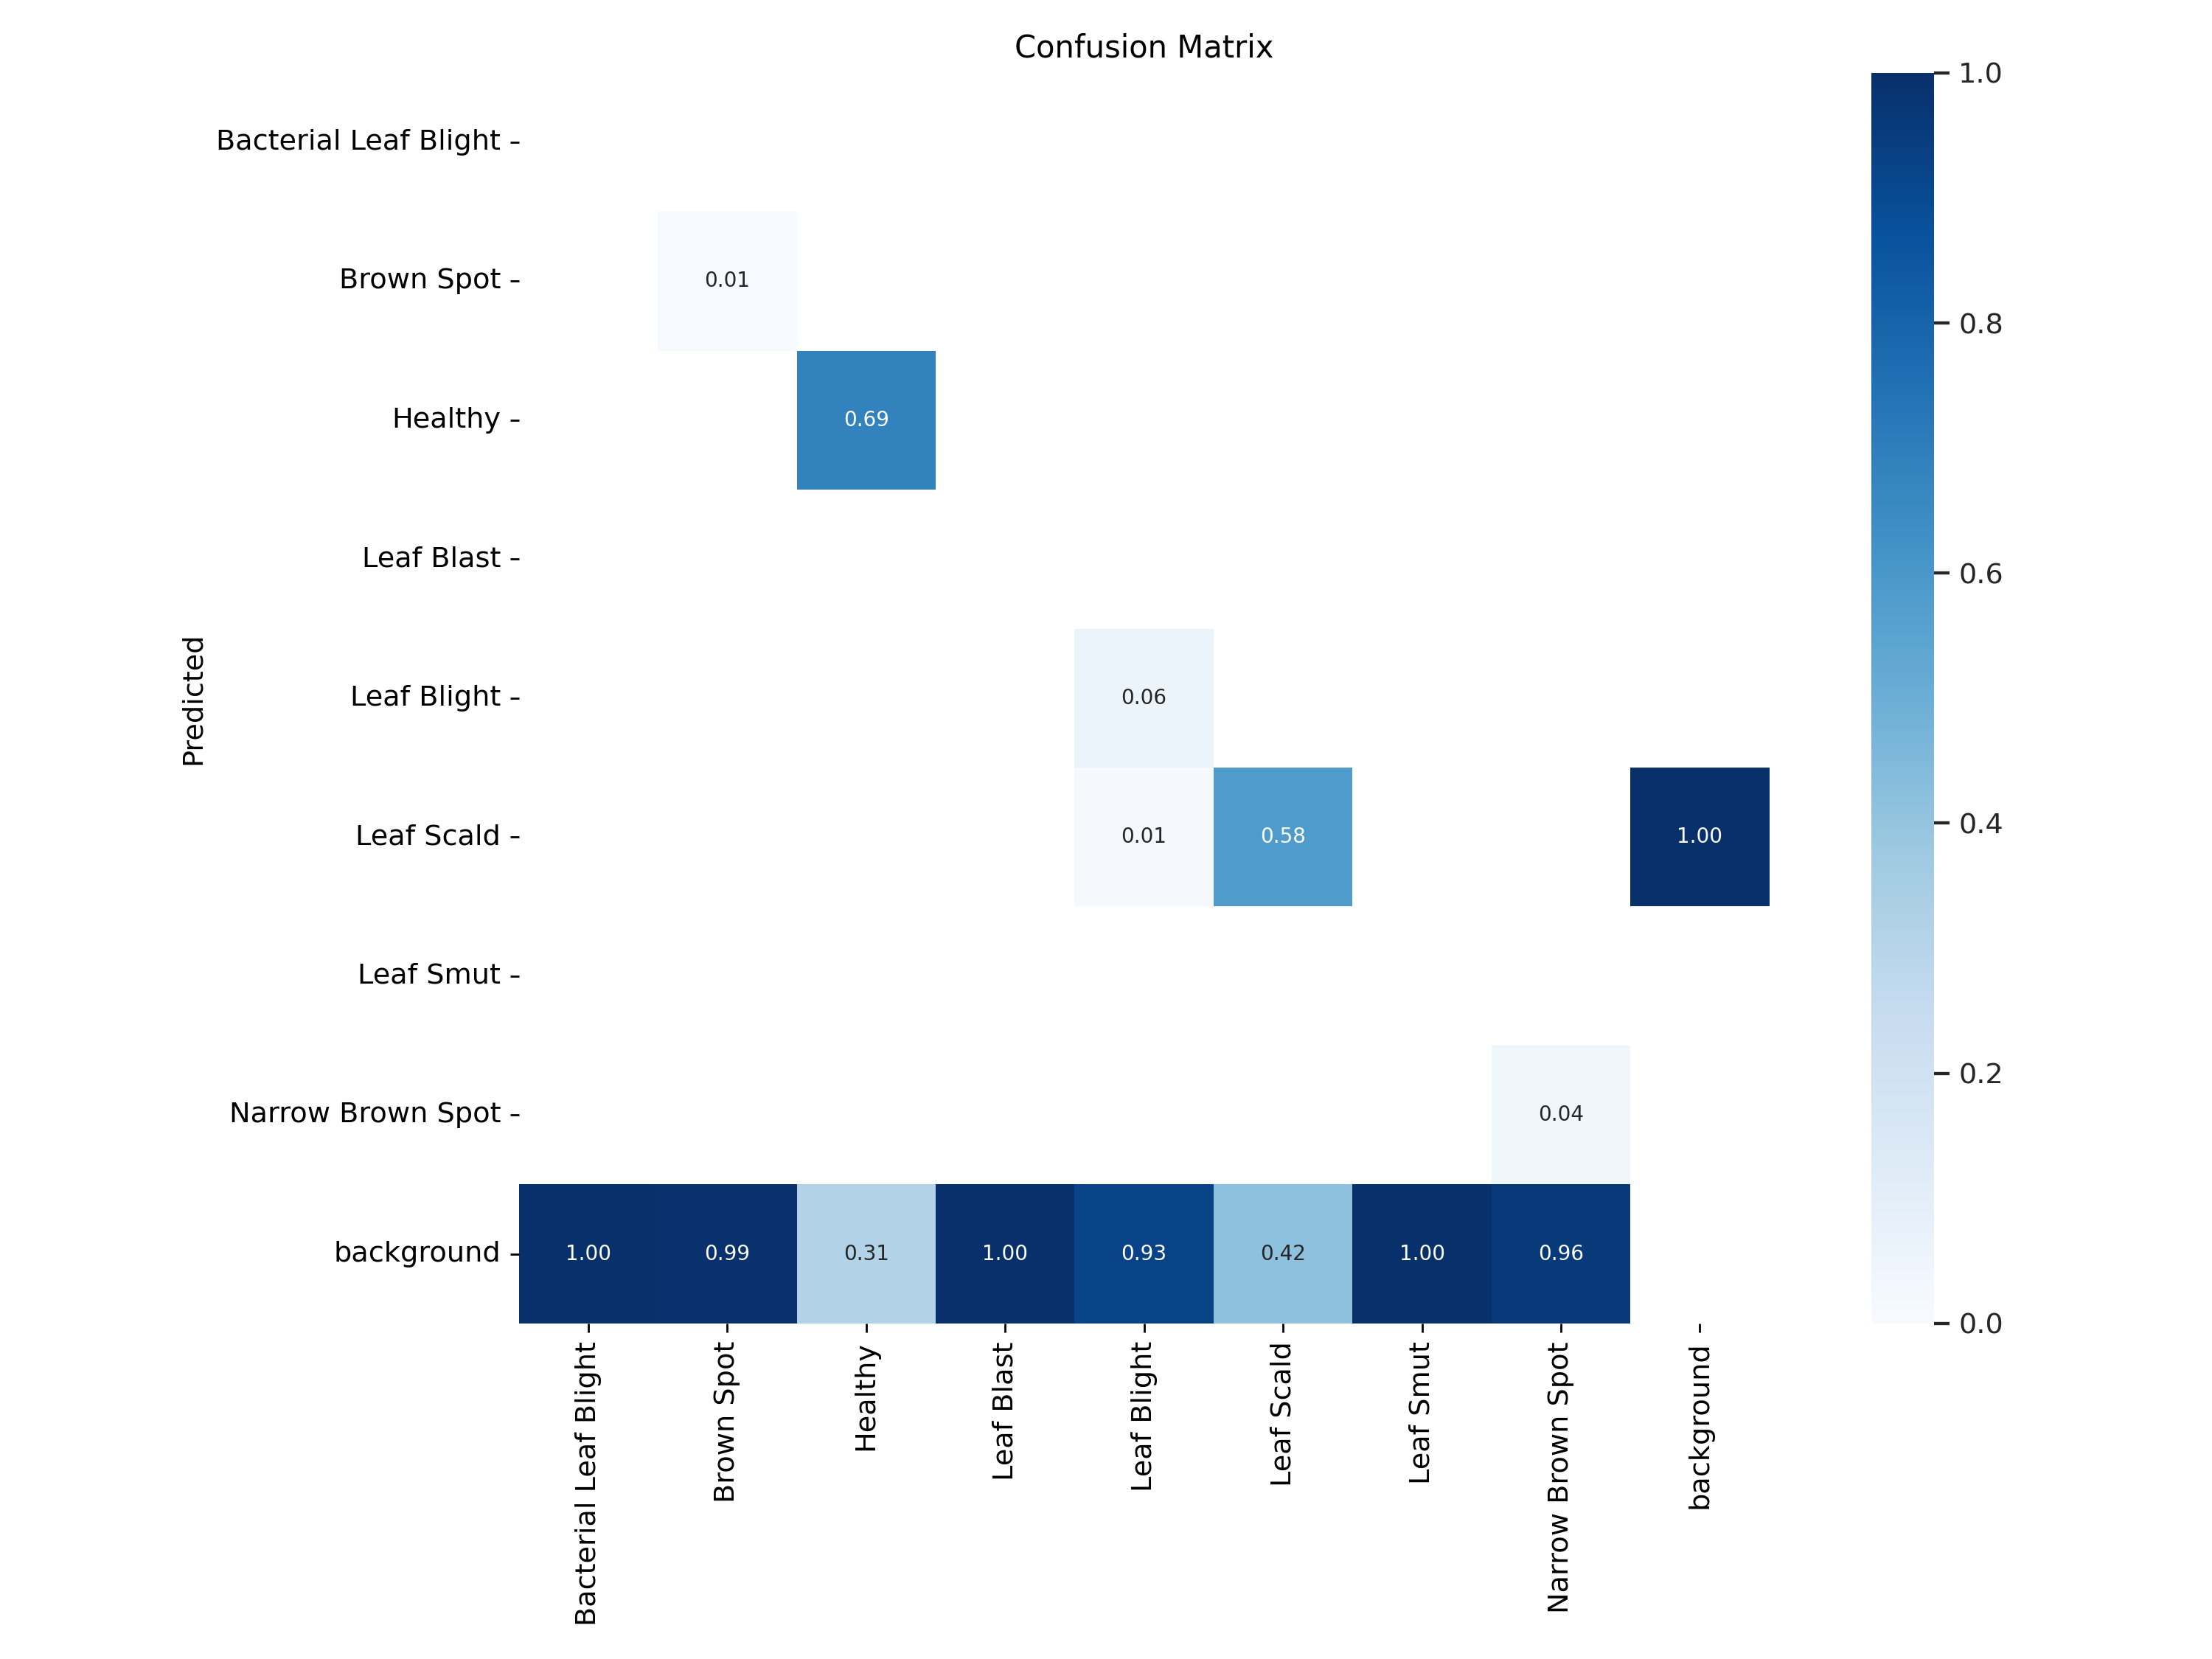 Confusion Matrix
1.0
Bacterial Leaf Blight
Brown Spot
0.01
0.8
Healthy
0.69
Leaf Blast
0.6
Predicted
Leaf Blight
0.06
Leaf Scald
0.01 0.58 1.00
0.4
Leaf Smut
0.2
Narrow Brown Spot
0.04
background
1.00 0.99 0.31 1.00 0.93 0.42 1.00 0.96
0.0
Bacterial Leaf Blight
Brown Spot
Healthy
Leaf Blast
Leaf Blight
Leaf Scald
Leaf Smut
Narrow Brown Spot
background